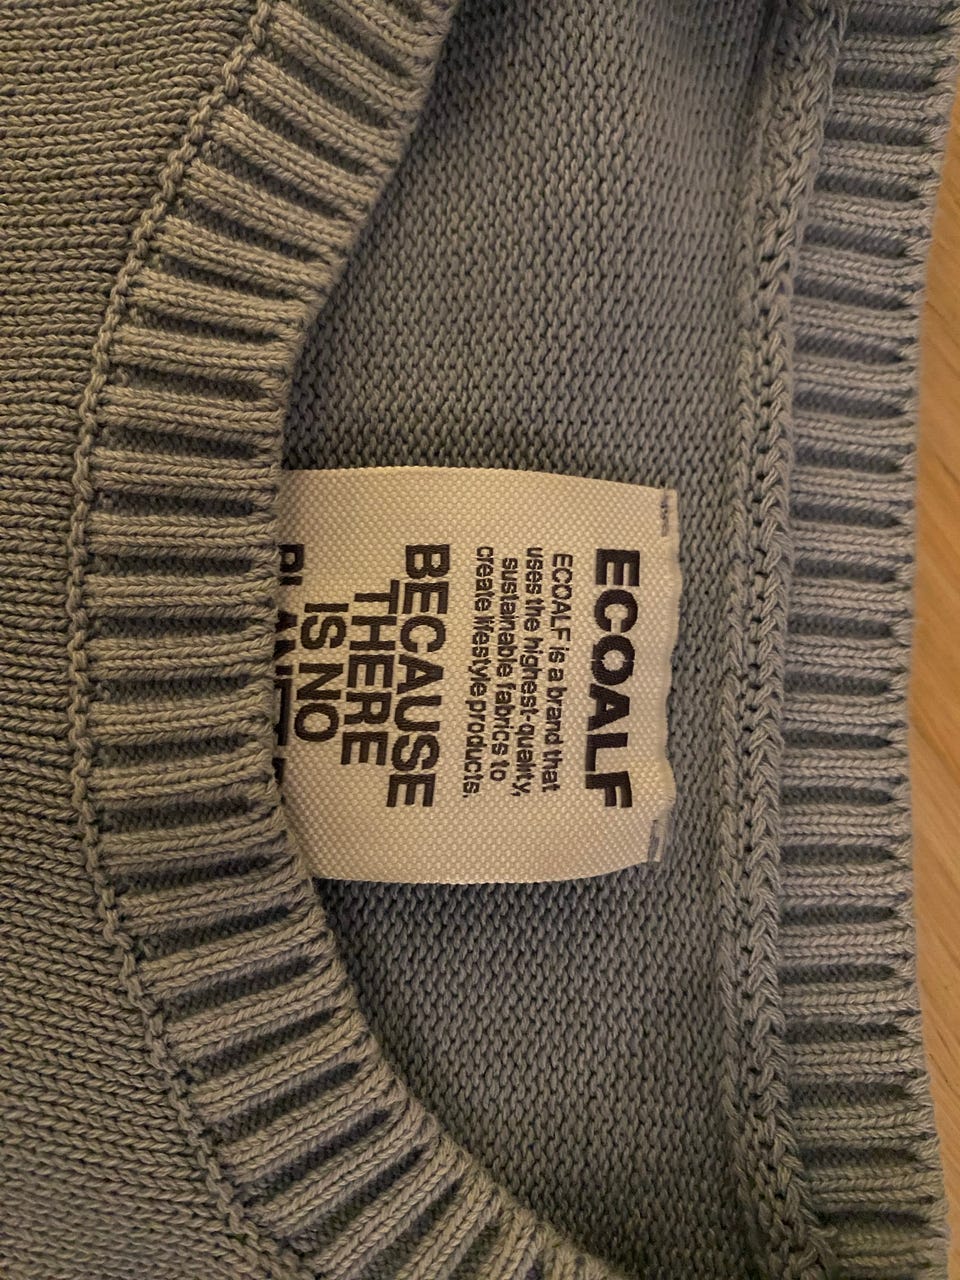 ECOALF
ECOALF is a brand that
uses the highest-quality,
sustainable fabrics to
create lifestyle products.
BECAUSE
THERE
IS NO